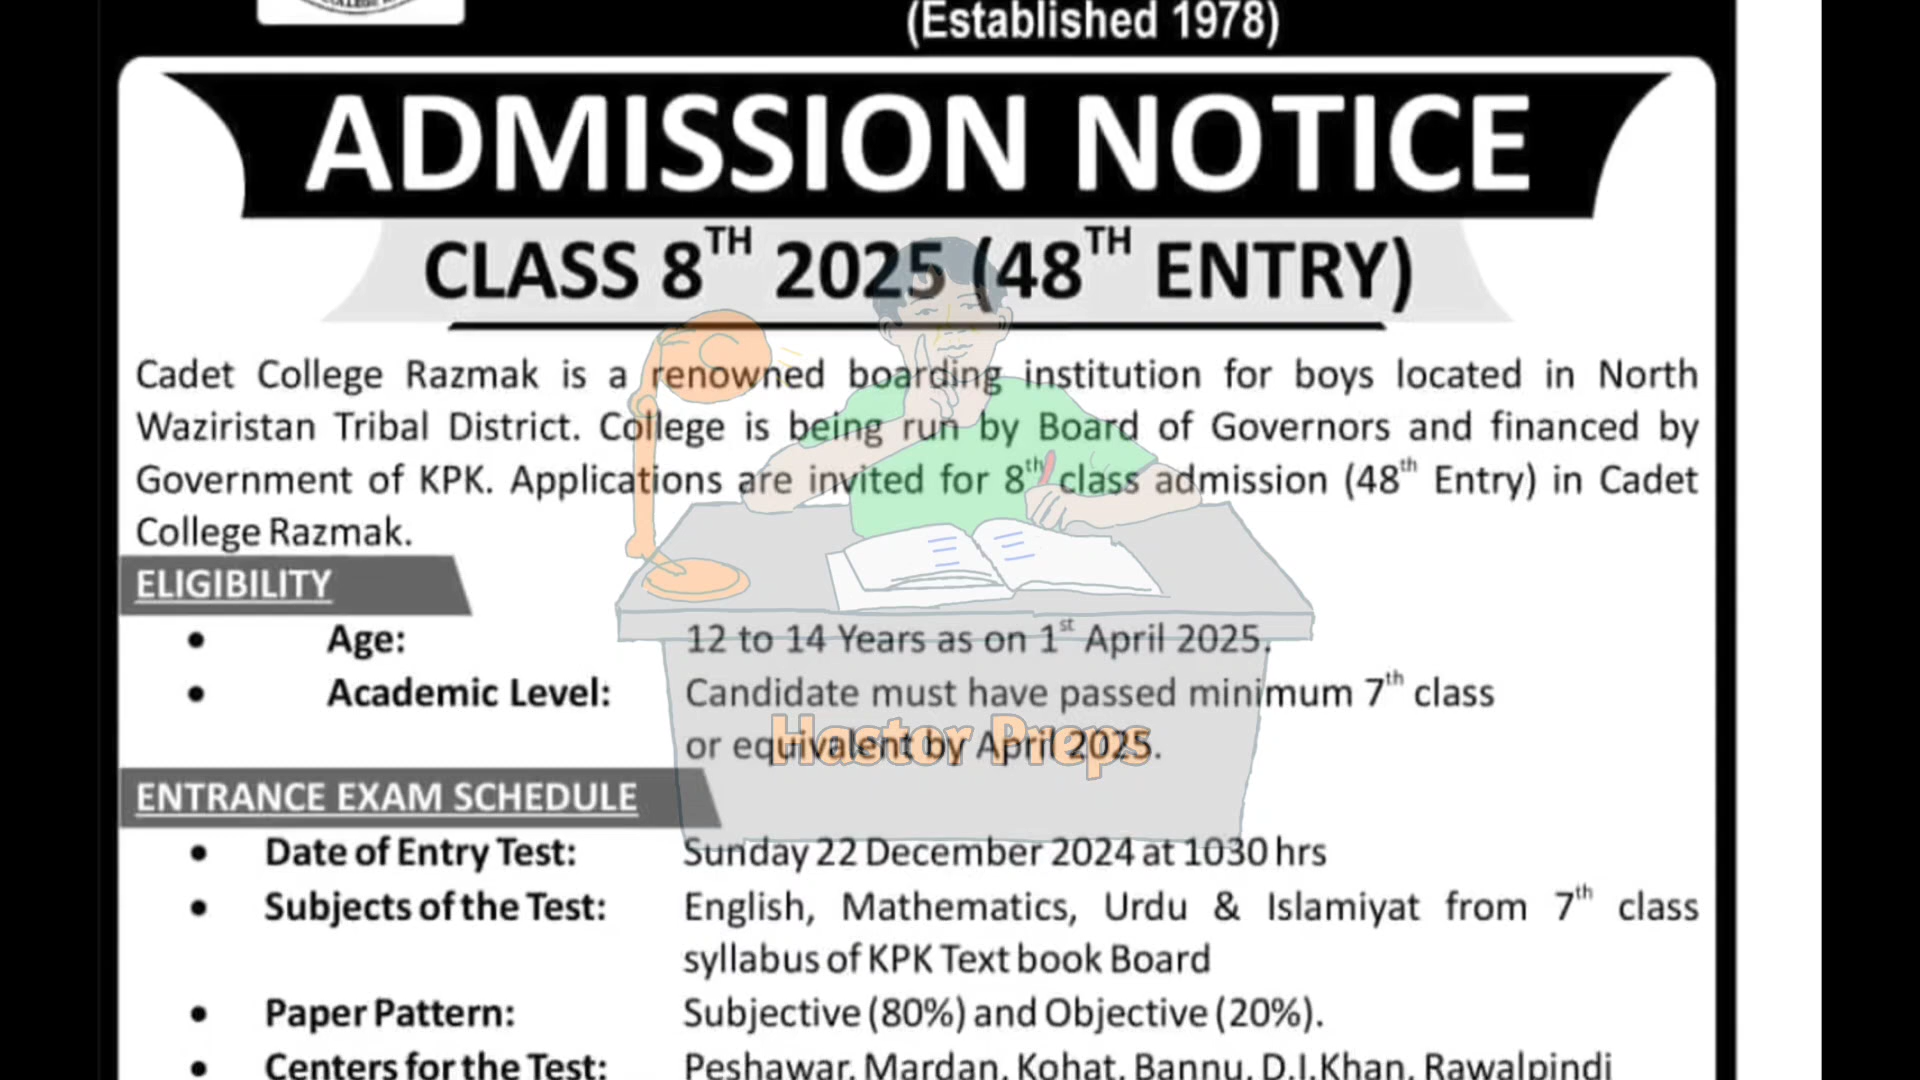 (Established 1978)
ADMISSION NOTICE
CLASS 8TH 2025 (48TH ENTRY)
Cadet College Razmak is a renowned boarding institution for boys located in North
Waziristan Tribal District. College is being run by Board of Governors and financed by
Government of KPK. Applications are invited for 8th class admission (48th Entry) in Cadet
College Razmak.
ELIGIBILITY
• Age: 12 to 14 Years as on 1st April 2025.
• Academic Level: Candidate must have passed minimum 7th class
or equivalent by April 2025.
Hastor Preps
ENTRANCE EXAM SCHEDULE
• Date of Entry Test: Sunday 22 December 2024 at 1030 hrs
• Subjects of the Test: English, Mathematics, Urdu & Islamiyat from 7th class
syllabus of KPK Text book Board
• Paper Pattern: Subjective (80%) and Objective (20%).
• Centers for the Test: Peshawar, Mardan, Kohat, Bannu, D.I.Khan, Rawalpindi